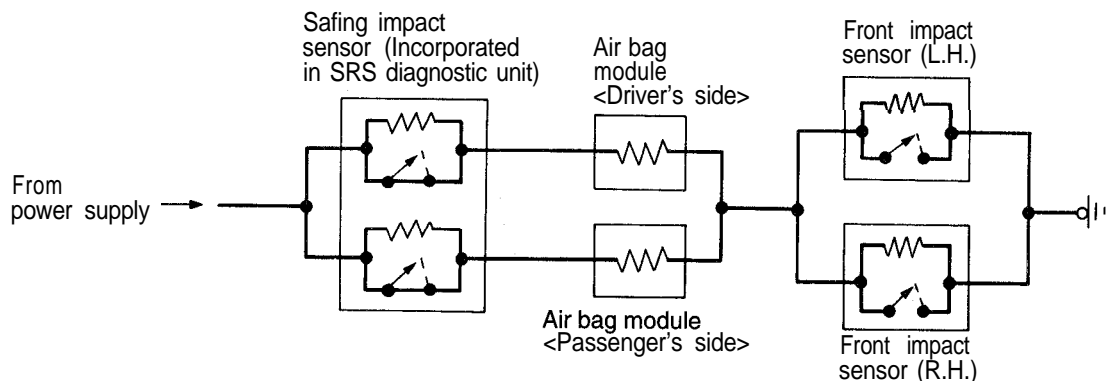 Safing impact
sensor (Incorporated
in SRS diagnostic unit)
Air bag
module
<Driver's side>
Front impact
sensor (L.H.)
From
power supply
Air bag module
<Passenger's side>
Front impact
sensor (R.H.)